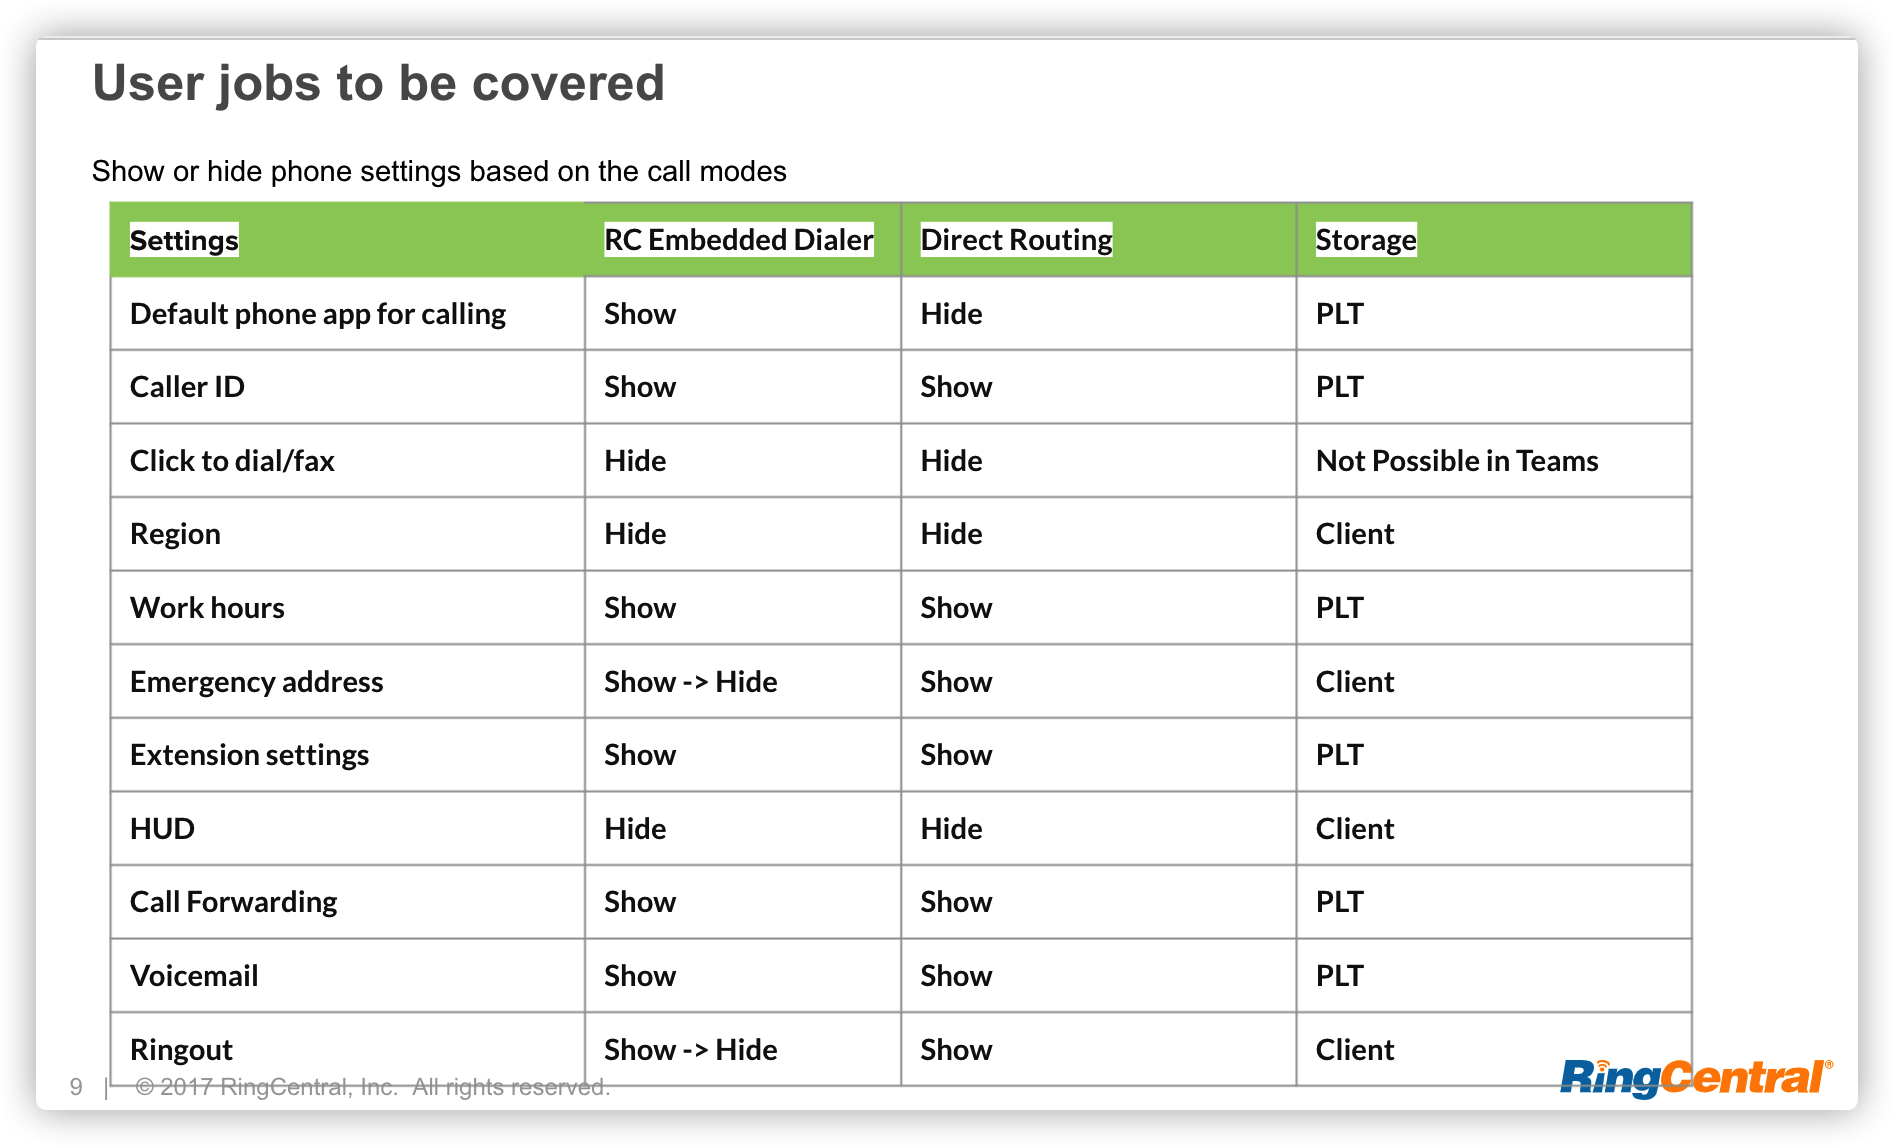 User jobs to be covered
Show or hide phone settings based on the call modes
Settings RC Embedded Dialer Direct Routing Storage
Default phone app for calling Show Hide PLT
Caller ID Show Show PLT
Click to dial/fax Hide Hide Not Possible in Teams
Region Hide Hide Client
Work hours Show Show PLT
Emergency address Show -> Hide Show Client
Extension settings Show Show PLT
HUD Hide Hide Client
Call Forwarding Show Show PLT
Voicemail Show Show PLT
Ringout Show -> Hide Show Client
9 | © 2017 RingCentral, Inc. All rights reserved.
RingCentral®